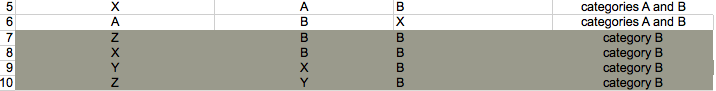 5 X A B categories A and B
6 A B X categories A and B
7 Z B B category B
8 X B B category B
9 Y X B category B
10 Z Y B category B